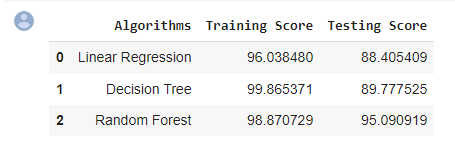 Algorithms Training Score Testing Score
0 Linear Regression 96.038480 88.405409
1 Decision Tree 99.865371 89.777525
2 Random Forest 98.870729 95.090919